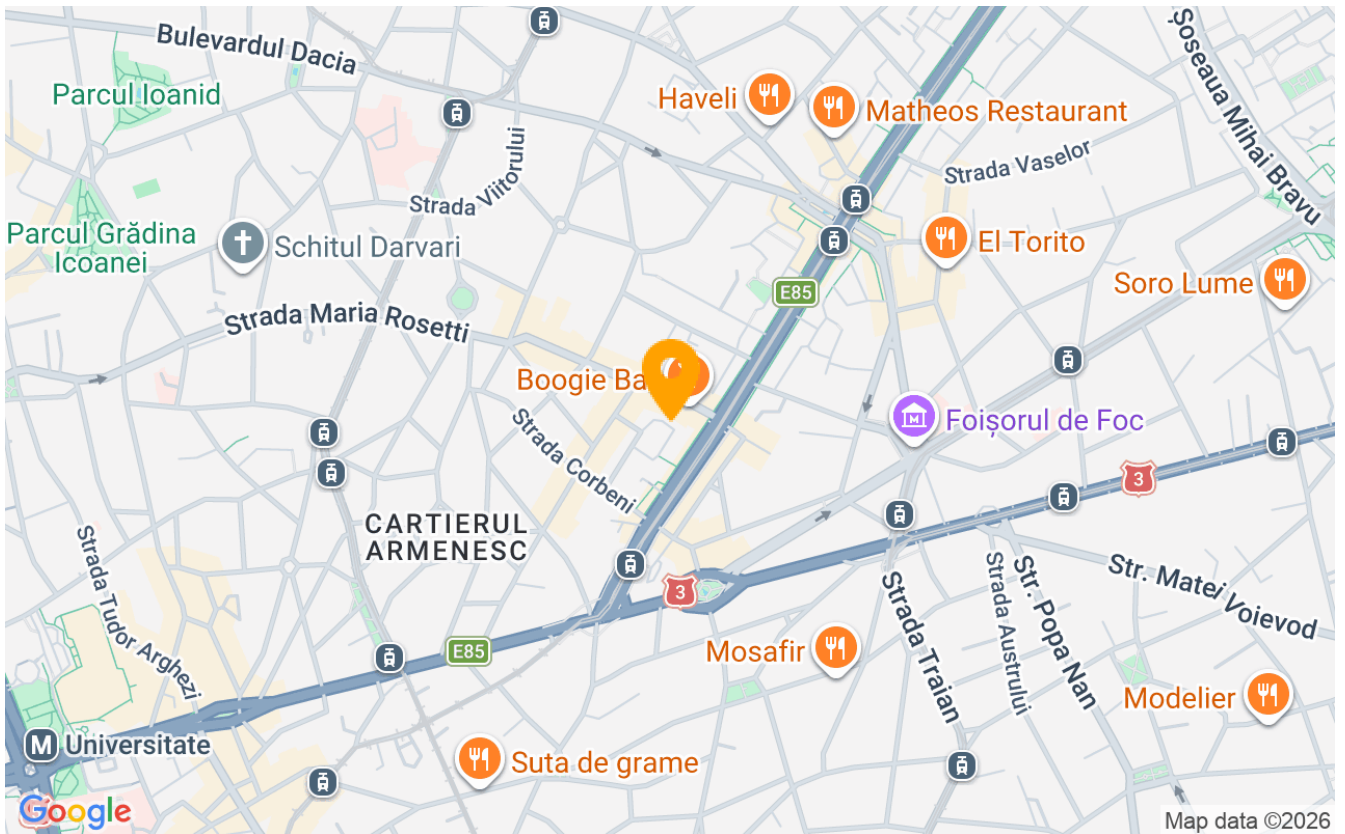 Bulevardul Dacia
Parcul Ioanid
Haveli
Matheos Restaurant
Șoseaua Mihai Bravu
Strada Vaselor
Strada Viitorului
Parcul Grădina
Icoanei
Schitul Darvari
El Torito
Soro Lume
E85
Strada Maria Rosetti
Boogie Ba
Foișorul de Foc
Strada Corbeni
3
CARTIERUL
ARMENESC
Strada Tudor Arghezi
3
Str. Matei Voievod
Strada Traian
Strada Austrului
Str. Popa Nan
E85
Mosafir
Modelier
M
Universitate
Suta de grame
Google
Map data ©2026